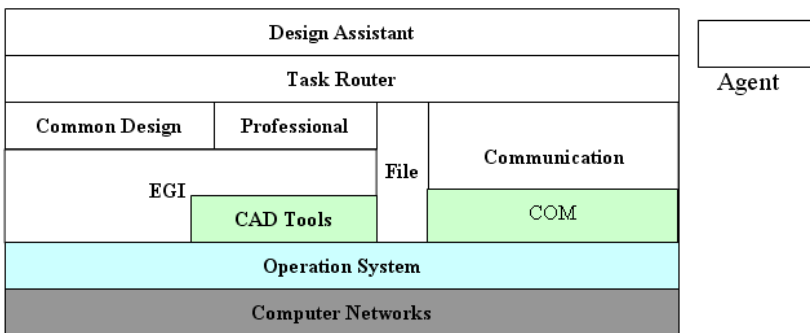 Design Assistant
Task Router
Agent
Common Design
Professional
File
Communication
EGI
CAD Tools
COM
Operation System
Computer Networks